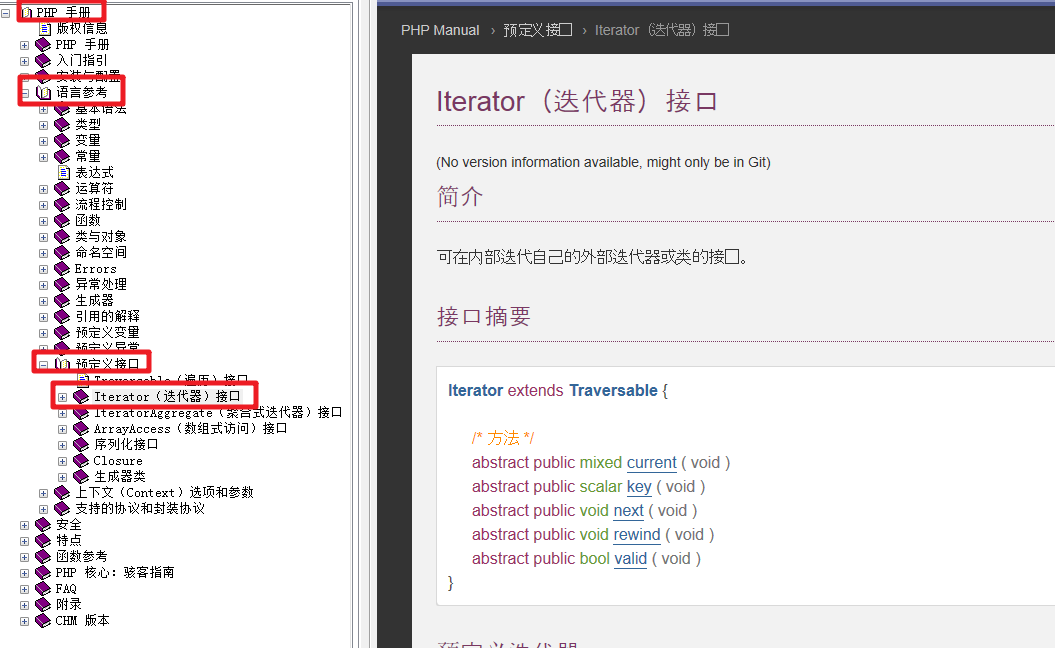 PHP 手册
版权信息
PHP 手册
入门指引
安装与配置
语言参考
基本语法
类型
变量
常量
表达式
运算符
流程控制
函数
类与对象
命名空间
Errors
异常处理
生成器
引用的解释
预定义变量
预定义异常
预定义接口
Traversable（遍历）接口
Iterator（迭代器）接口
IteratorAggregate（聚合式迭代器）接口
ArrayAccess（数组式访问）接口
序列化接口
Closure
生成器类
上下文（Context）选项和参数
支持的协议和封装协议
安全
特点
函数参考
PHP 核心：骇客指南
FAQ
附录
CHM 版本
PHP Manual › 预定义接口 › Iterator（迭代器）接口
Iterator（迭代器）接口
(No version information available, might only be in Git)
简介
可在内部迭代自己的外部迭代器或类的接口。
接口摘要
Iterator extends Traversable {
/* 方法 */
abstract public mixed current ( void )
abstract public scalar key ( void )
abstract public void next ( void )
abstract public void rewind ( void )
abstract public bool valid ( void )
}
预定义迭代器